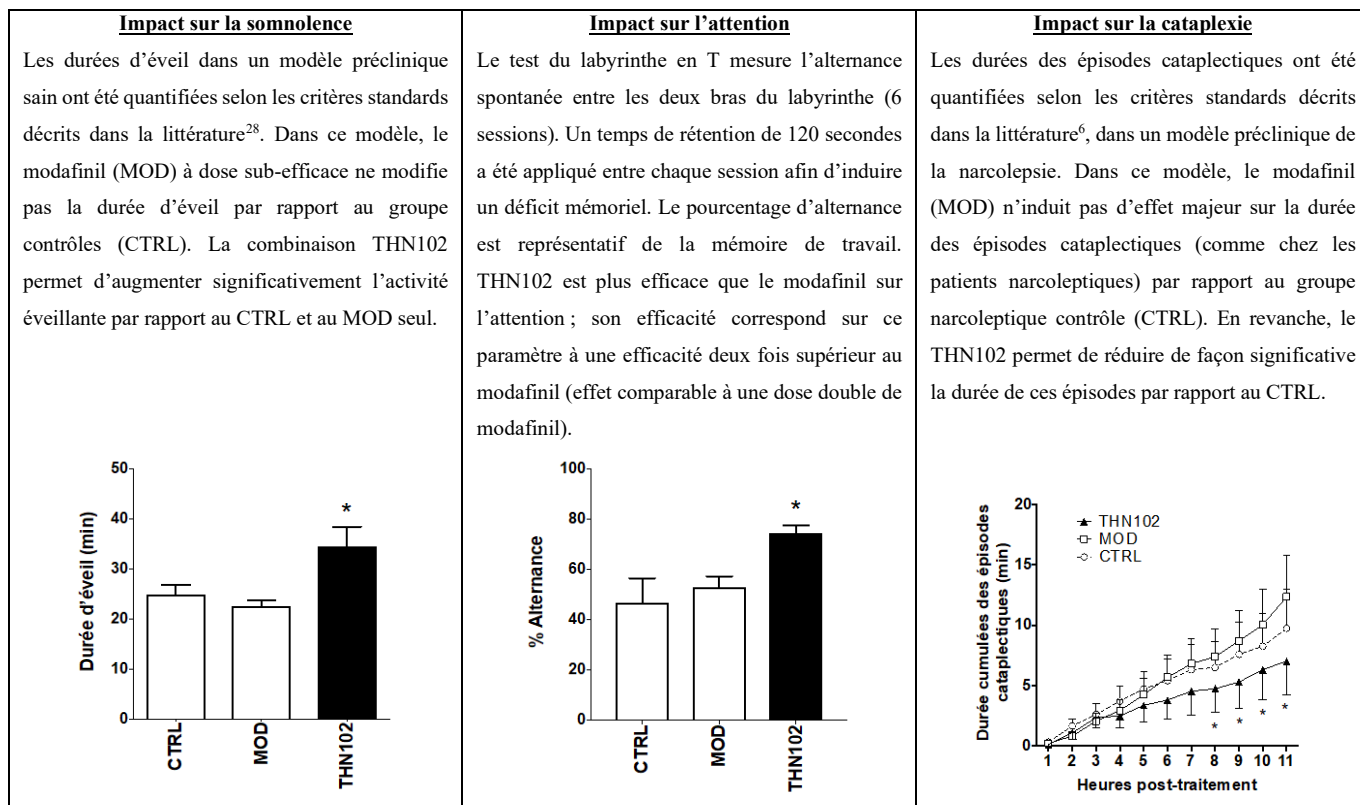 Impact sur la somnolence
Les durées d’éveil dans un modèle préclinique
sain ont été quantifiées selon les critères standards
décrits dans la littérature28. Dans ce modèle, le
modafinil (MOD) à dose sub-efficace ne modifie
pas la durée d’éveil par rapport au groupe
contrôles (CTRL). La combinaison THN102
permet d’augmenter significativement l’activité
éveillante par rapport au CTRL et au MOD seul.
50
40
30
20
10
0
Durée d’éveil (min)
*
CTRL
MOD
THN102
Impact sur l’attention
Le test du labyrinthe en T mesure l’alternance
spontanée entre les deux bras du labyrinthe (6
sessions). Un temps de rétention de 120 secondes
a été appliqué entre chaque session afin d’induire
un déficit mémoriel. Le pourcentage d’alternance
est représentatif de la mémoire de travail.
THN102 est plus efficace que le modafinil sur
l’attention ; son efficacité correspond sur ce
paramètre à une efficacité deux fois supérieur au
modafinil (effet comparable à une dose double de
modafinil).
100
80
60
40
20
0
% Alternance
*
CTRL
MOD
THN102
Impact sur la cataplexie
Les durées des épisodes cataplectiques ont été
quantifiées selon les critères standards décrits
dans la littérature6, dans un modèle préclinique de
la narcolepsie. Dans ce modèle, le modafinil
(MOD) n’induit pas d’effet majeur sur la durée
des épisodes cataplectiques (comme chez les
patients narcoleptiques) par rapport au groupe
narcoleptique contrôle (CTRL). En revanche, le
THN102 permet de réduire de façon significative
la durée de ces épisodes par rapport au CTRL.
20
15
10
5
0
Durée cumulées des épisodes
cataplectiques (min)
THN102
MOD
CTRL
* * * *
1 2 3 4 5 6 7 8 9 10 11
Heures post-traitement